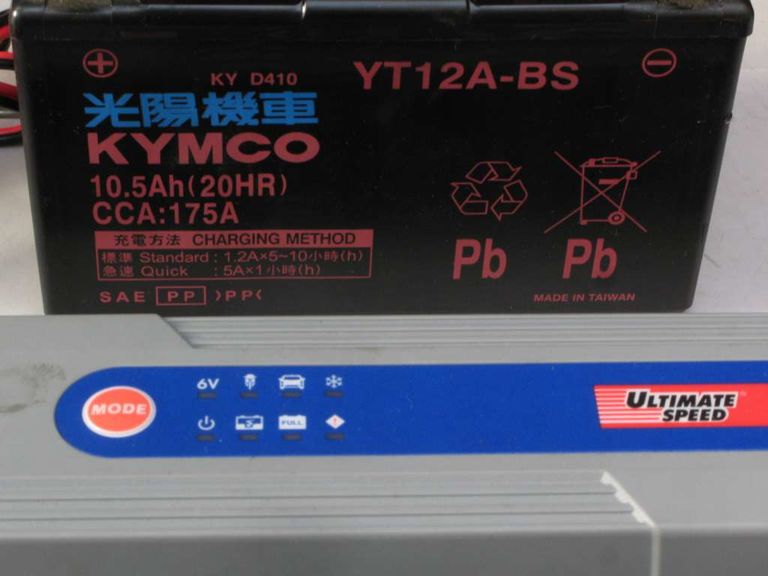 KY D410
YT12A-BS
光陽機車
KYMCO
10.5Ah(20HR)
CCA:175A
充電方法 CHARGING METHOD
標準 Standard : 1.2A×5~10小時(h)
急速 Quick : 5A×1小時(h)
SAE PP >PP<
Pb Pb
MADE IN TAIWAN
6V
MODE
FULL
ULTIMATE
SPEED